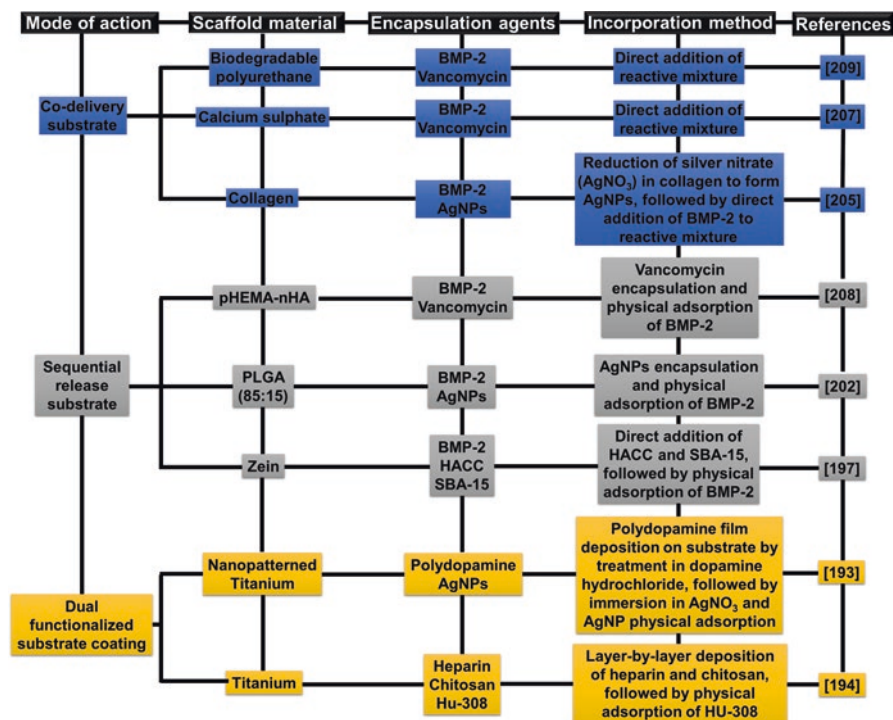 Mode of action Scaffold material Encapsulation agents Incorporation method References
Co-delivery
substrate
Biodegradable
polyurethane
BMP-2
Vancomycin
Direct addition of
reactive mixture
[209]
Calcium sulphate
BMP-2
Vancomycin
Direct addition of
reactive mixture
[207]
Collagen
BMP-2
AgNPs
Reduction of silver nitrate
(AgNO₃) in collagen to form
AgNPs, followed by direct
addition of BMP-2 to
reactive mixture
[205]
Sequential
release
substrate
pHEMA-nHA
BMP-2
Vancomycin
Vancomycin
encapsulation and
physical adsorption
of BMP-2
[208]
PLGA
(85:15)
BMP-2
AgNPs
AgNPs encapsulation
and physical
adsorption of BMP-2
[202]
Zein
BMP-2
HACC
SBA-15
Direct addition of
HACC and SBA-15,
followed by physical
adsorption of BMP-2
[197]
Dual
functionalized
substrate coating
Nanopatterned
Titanium
Polydopamine
AgNPs
Polydopamine film
deposition on substrate by
treatment in dopamine
hydrochloride, followed by
immersion in AgNO₃ and
AgNP physical adsorption
[193]
Titanium
Heparin
Chitosan
Hu-308
Layer-by-layer deposition
of heparin and chitosan,
followed by physical
adsorption of HU-308
[194]